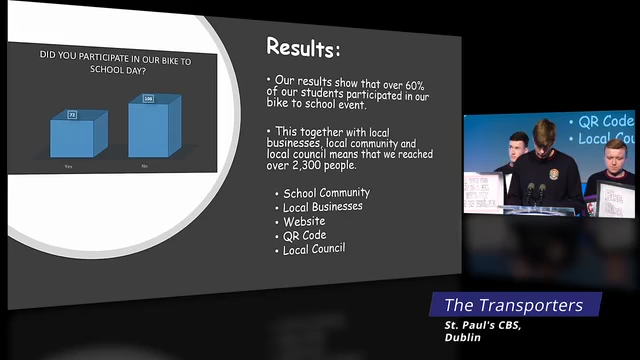 DID YOU PARTICIPATE IN OUR BIKE TO
SCHOOL DAY?
72
108
Yes
No
Results:
• Our results show that over 60%
of our students participated in our
bike to school event.
• This together with local
businesses, local community and
local council means that we reached
over 2,300 people.
• School Community
• Local Businesses
• Website
• QR Code
• Local Council
• QR Code
• Local Cou
The Transporters
St. Paul's CBS,
Dublin